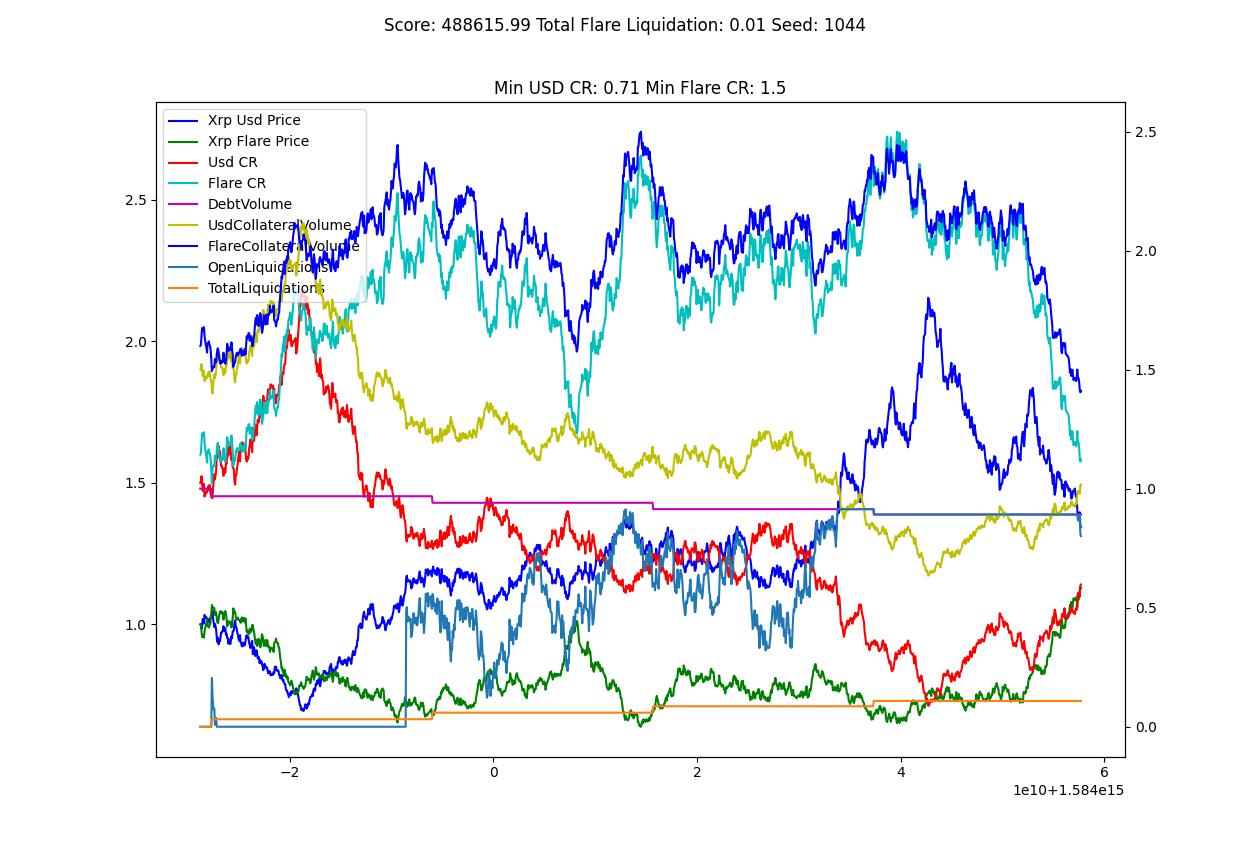 Score: 488615.99 Total Flare Liquidation: 0.01 Seed: 1044
Min USD CR: 0.71 Min Flare CR: 1.5
Xrp Usd Price
Xrp Flare Price
Usd CR
Flare CR
DebtVolume
UsdCollateralVolume
FlareCollateralVolume
OpenLiquidations
TotalLiquidations
2.5
2.0
1.5
1.0
2.5
2.0
1.5
1.0
0.5
0.0
−2 0 2 4 6
1e10+1.584e15